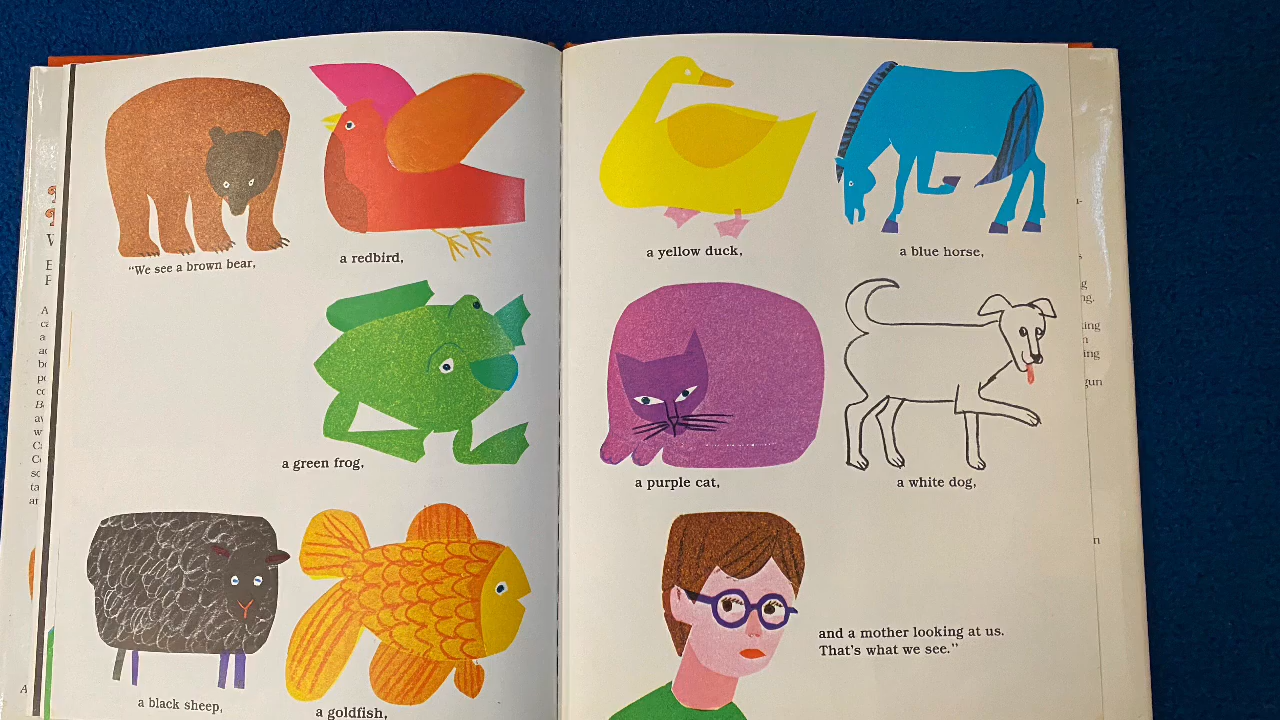 "We see a brown bear,
a redbird,
a green frog,
a black sheep,
a goldfish,
a yellow duck,
a blue horse,
a purple cat,
a white dog,
and a mother looking at us.
That's what we see."